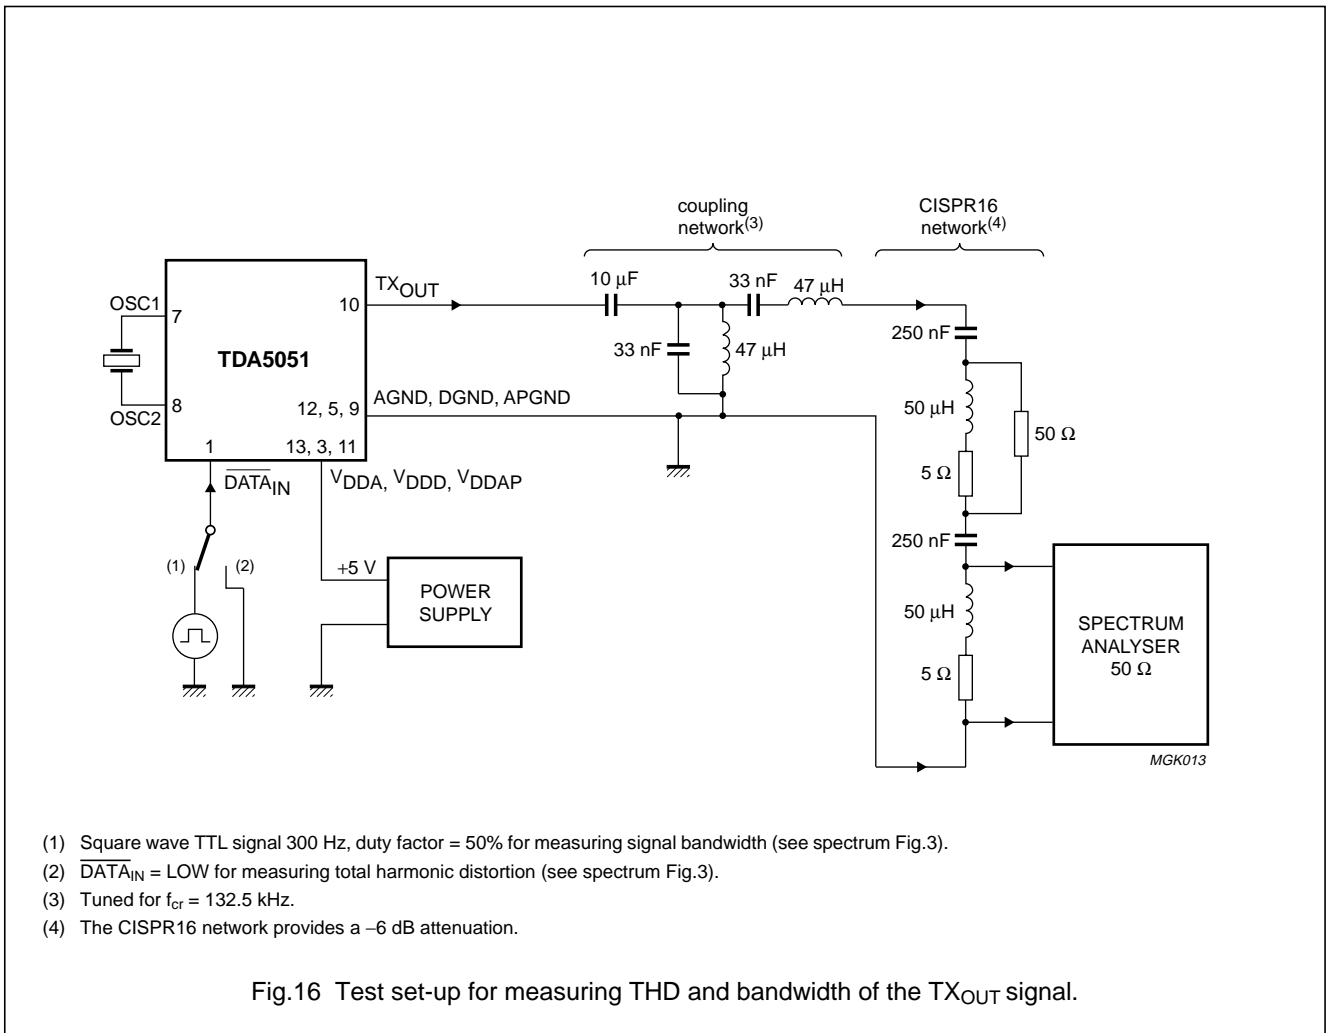 coupling
network(3)
CISPR16
network(4)
10 μF
33 nF
47 μH
TXOUT
OSC1
7
10
250 nF
TDA5051
33 nF
47 μH
50 μH
50 Ω
8
OSC2
12, 5, 9
AGND, DGND, APGND
1
13, 3, 11
5 Ω
DATAIN
VDDA, VDDD, VDDAP
250 nF
(1)
(2)
+5 V
POWER
SUPPLY
50 μH
SPECTRUM
ANALYSER
50 Ω
5 Ω
MGK013
(1) Square wave TTL signal 300 Hz, duty factor = 50% for measuring signal bandwidth (see spectrum Fig.3).
(2) DATAIN = LOW for measuring total harmonic distortion (see spectrum Fig.3).
(3) Tuned for fcr = 132.5 kHz.
(4) The CISPR16 network provides a −6 dB attenuation.
Fig.16 Test set-up for measuring THD and bandwidth of the TXOUT signal.